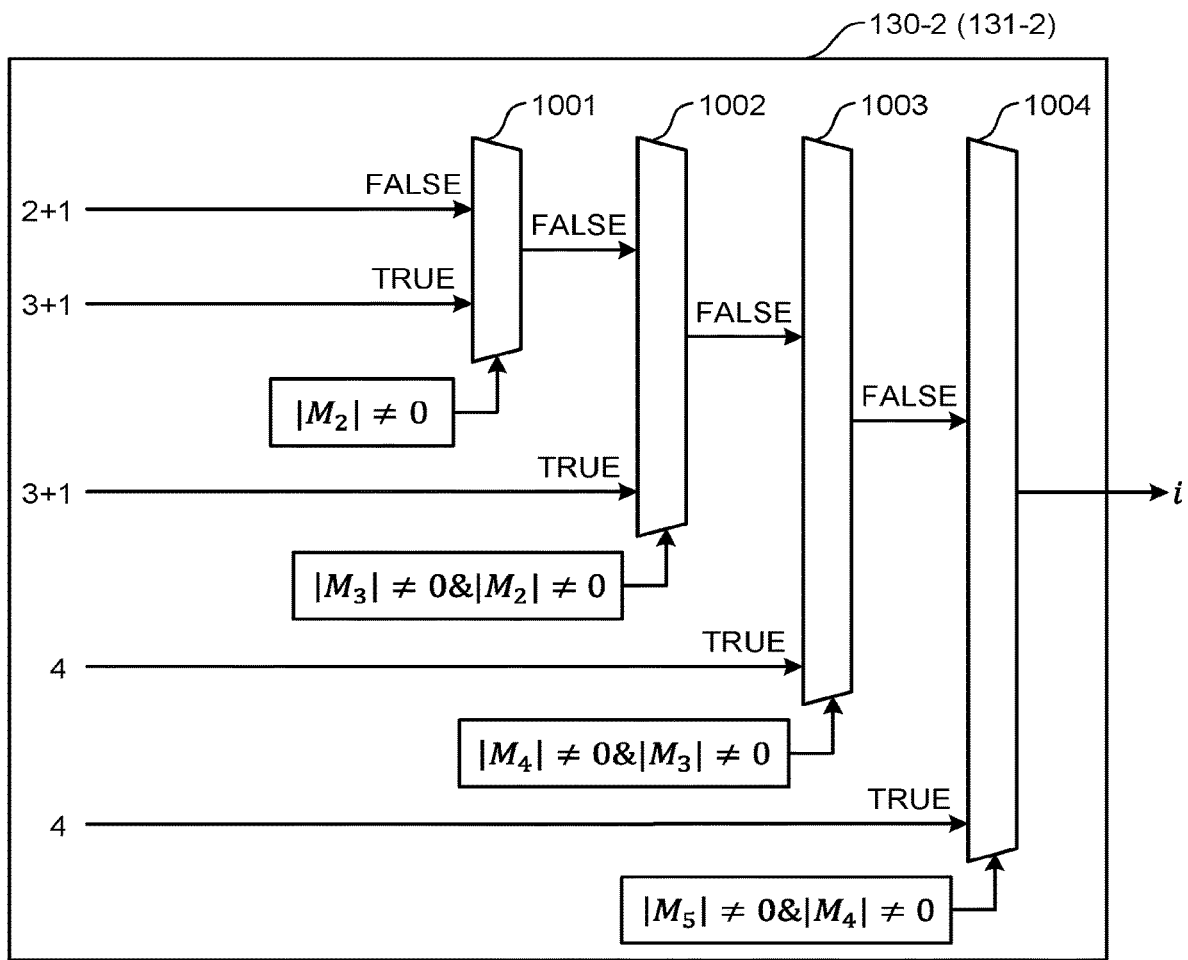 130-2 (131-2)
1001
1002
1003
1004
FALSE
2+1
FALSE
TRUE
3+1
FALSE
|M₂| ≠ 0
FALSE
TRUE
3+1
i
|M₃| ≠ 0&|M₂| ≠ 0
TRUE
4
|M₄| ≠ 0&|M₃| ≠ 0
TRUE
4
|M₅| ≠ 0&|M₄| ≠ 0